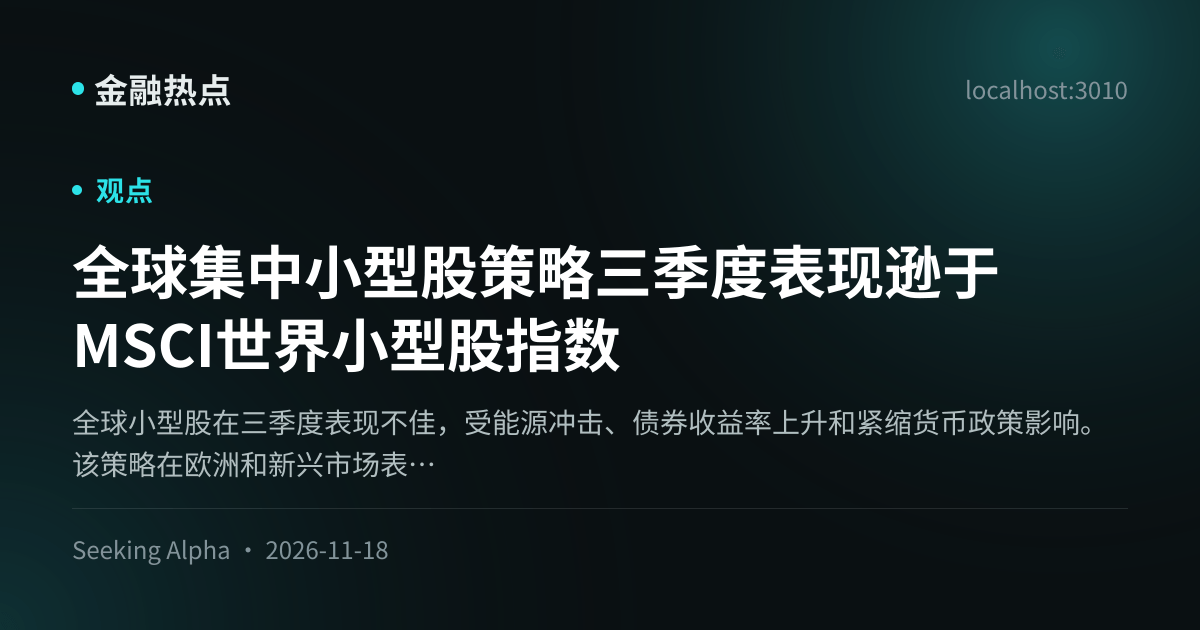 金融热点
localhost:3010
观点
全球集中小型股策略三季度表现逊于
MSCI世界小型股指数
全球小型股在三季度表现不佳，受能源冲击、债券收益率上升和紧缩货币政策影响。
该策略在欧洲和新兴市场表…
Seeking Alpha · 2026-11-18